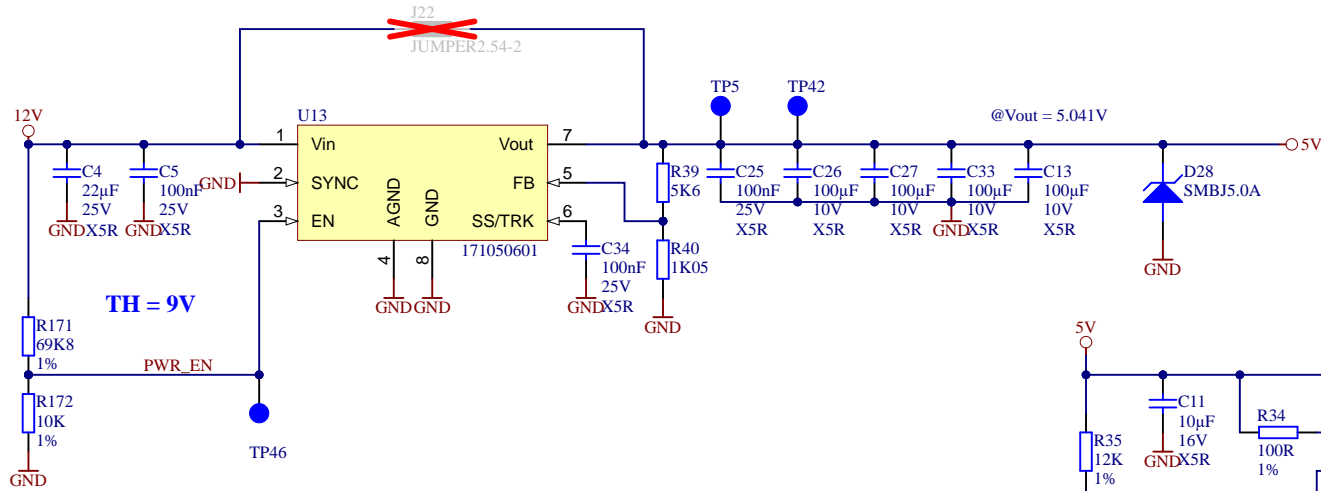 J22
JUMPER2.54-2
TP5
TP42
12V
U13
@Vout = 5.041V
1
Vin
Vout
7
5V
C4
22µF
25V
X5R
GND
C5
100nF
25V
X5R
GND
GND
2
SYNC
3
EN
AGND
GND
FB
5
SS/TRK
6
171050601
4
8
GND
GND
R39
5K6
R40
1K05
GND
C34
100nF
25V
X5R
GND
C25
100nF
25V
X5R
C26
100µF
10V
X5R
C27
100µF
10V
X5R
C33
100µF
10V
X5R
GND
C13
100µF
10V
X5R
D28
SMBJ5.0A
GND
TH = 9V
R171
69K8
1%
PWR_EN
R172
10K
1%
GND
TP46
5V
R35
12K
1%
C11
10µF
16V
X5R
GND
R34
100R
1%